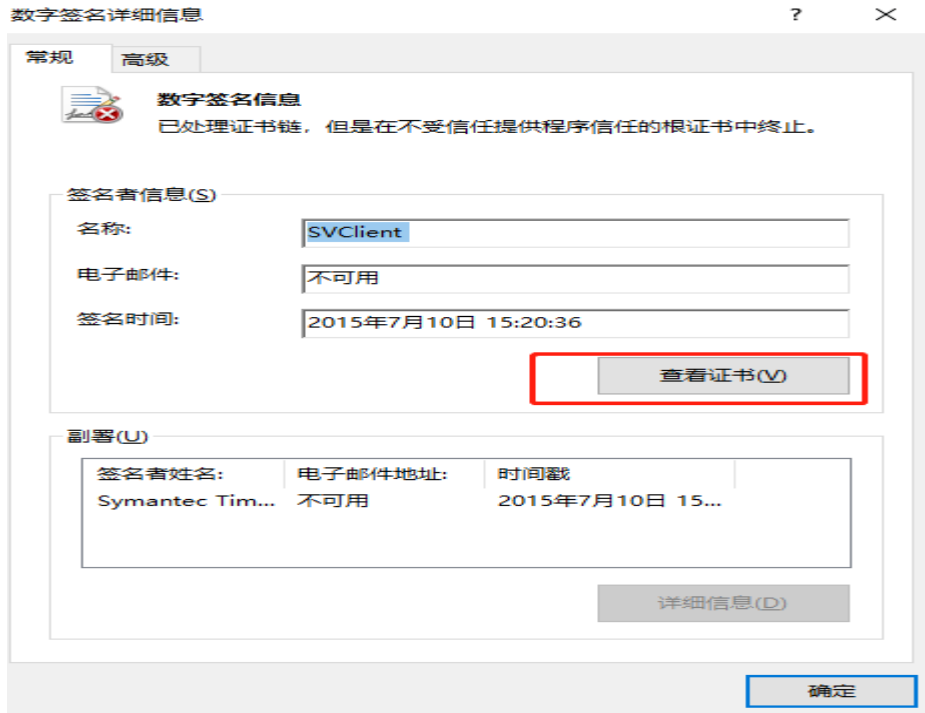 数字签名详细信息
常规 高级
数字签名信息
已处理证书链，但是在不受信任提供程序信任的根证书中终止。
签名者信息(S)
名称: SVClient
电子邮件: 不可用
签名时间: 2015年7月10日 15:20:36
查看证书(V)
副署(U)
签名者姓名: 电子邮件地址: 时间戳
Symantec Tim... 不可用 2015年7月10日 15...
详细信息(D)
确定